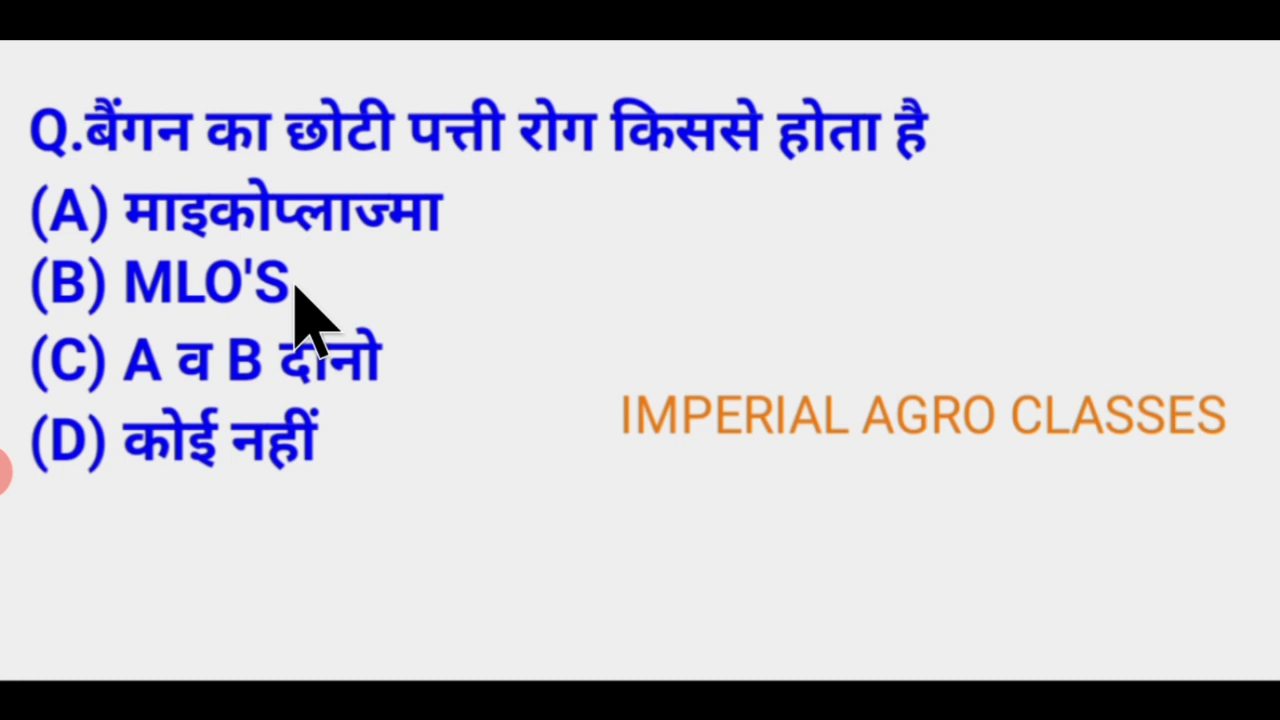 Q.बैंगन का छोटी पत्ती रोग किससे होता है
(A) माइकोप्लाज्मा
(B) MLO'S
(C) A व B दोनो
(D) कोई नहीं
IMPERIAL AGRO CLASSES